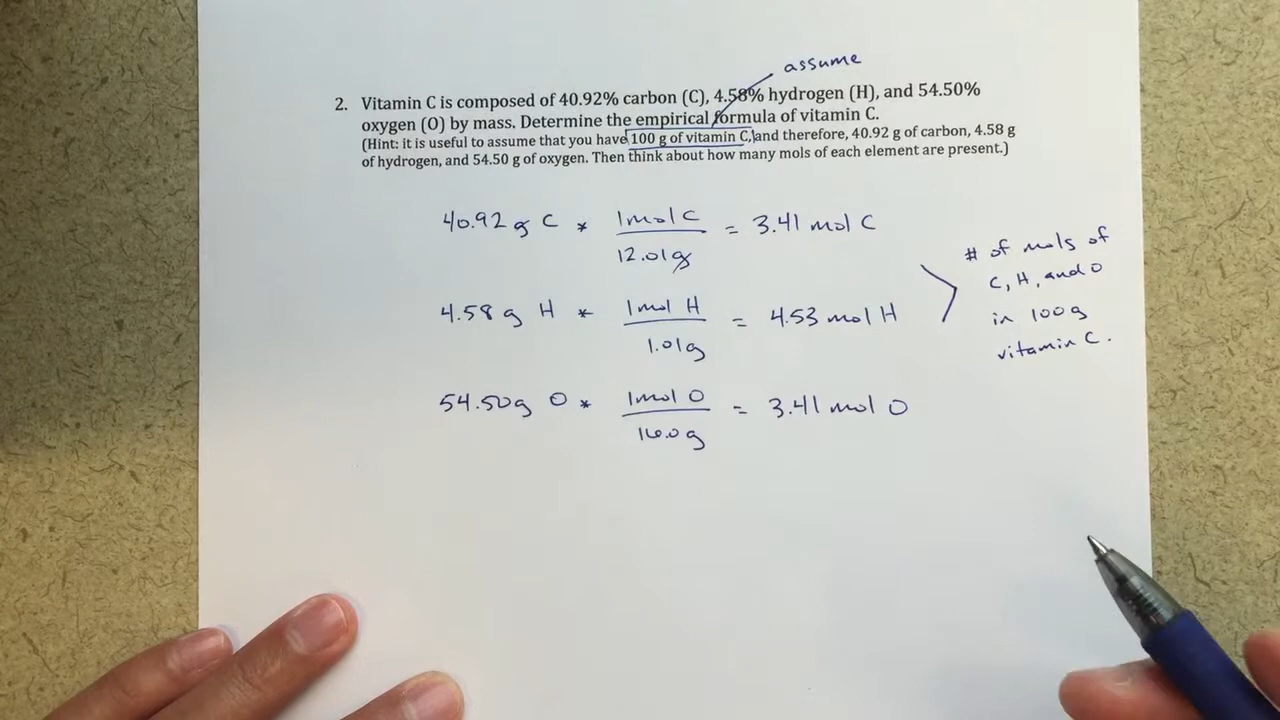 assume
2. Vitamin C is composed of 40.92% carbon (C), 4.58% hydrogen (H), and 54.50%
oxygen (O) by mass. Determine the empirical formula of vitamin C.
(Hint: it is useful to assume that you have 100 g of vitamin C, and therefore, 40.92 g of carbon, 4.58 g
of hydrogen, and 54.50 g of oxygen. Then think about how many mols of each element are present.)
40.92 g C * 1 mol C / 12.01 g = 3.41 mol C
4.58 g H * 1 mol H / 1.01 g = 4.53 mol H
54.50 g O * 1 mol O / 16.0 g = 3.41 mol O
# of mols of
C, H, and O
in 100 g
vitamin C.